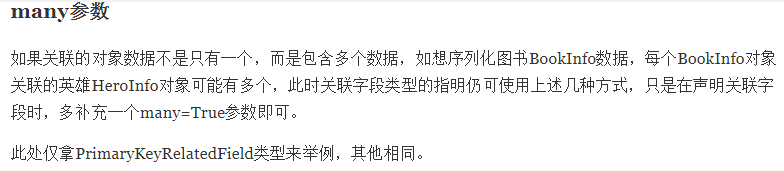 many参数
如果关联的对象数据不是只有一个，而是包含多个数据，如想序列化图书BookInfo数据，每个BookInfo对象
关联的英雄HeroInfo对象可能有多个，此时关联字段类型的指明仍可使用上述几种方式，只是在声明关联字
段时，多补充一个many=True参数即可。
此处仅拿PrimaryKeyRelatedField类型来举例，其他相同。